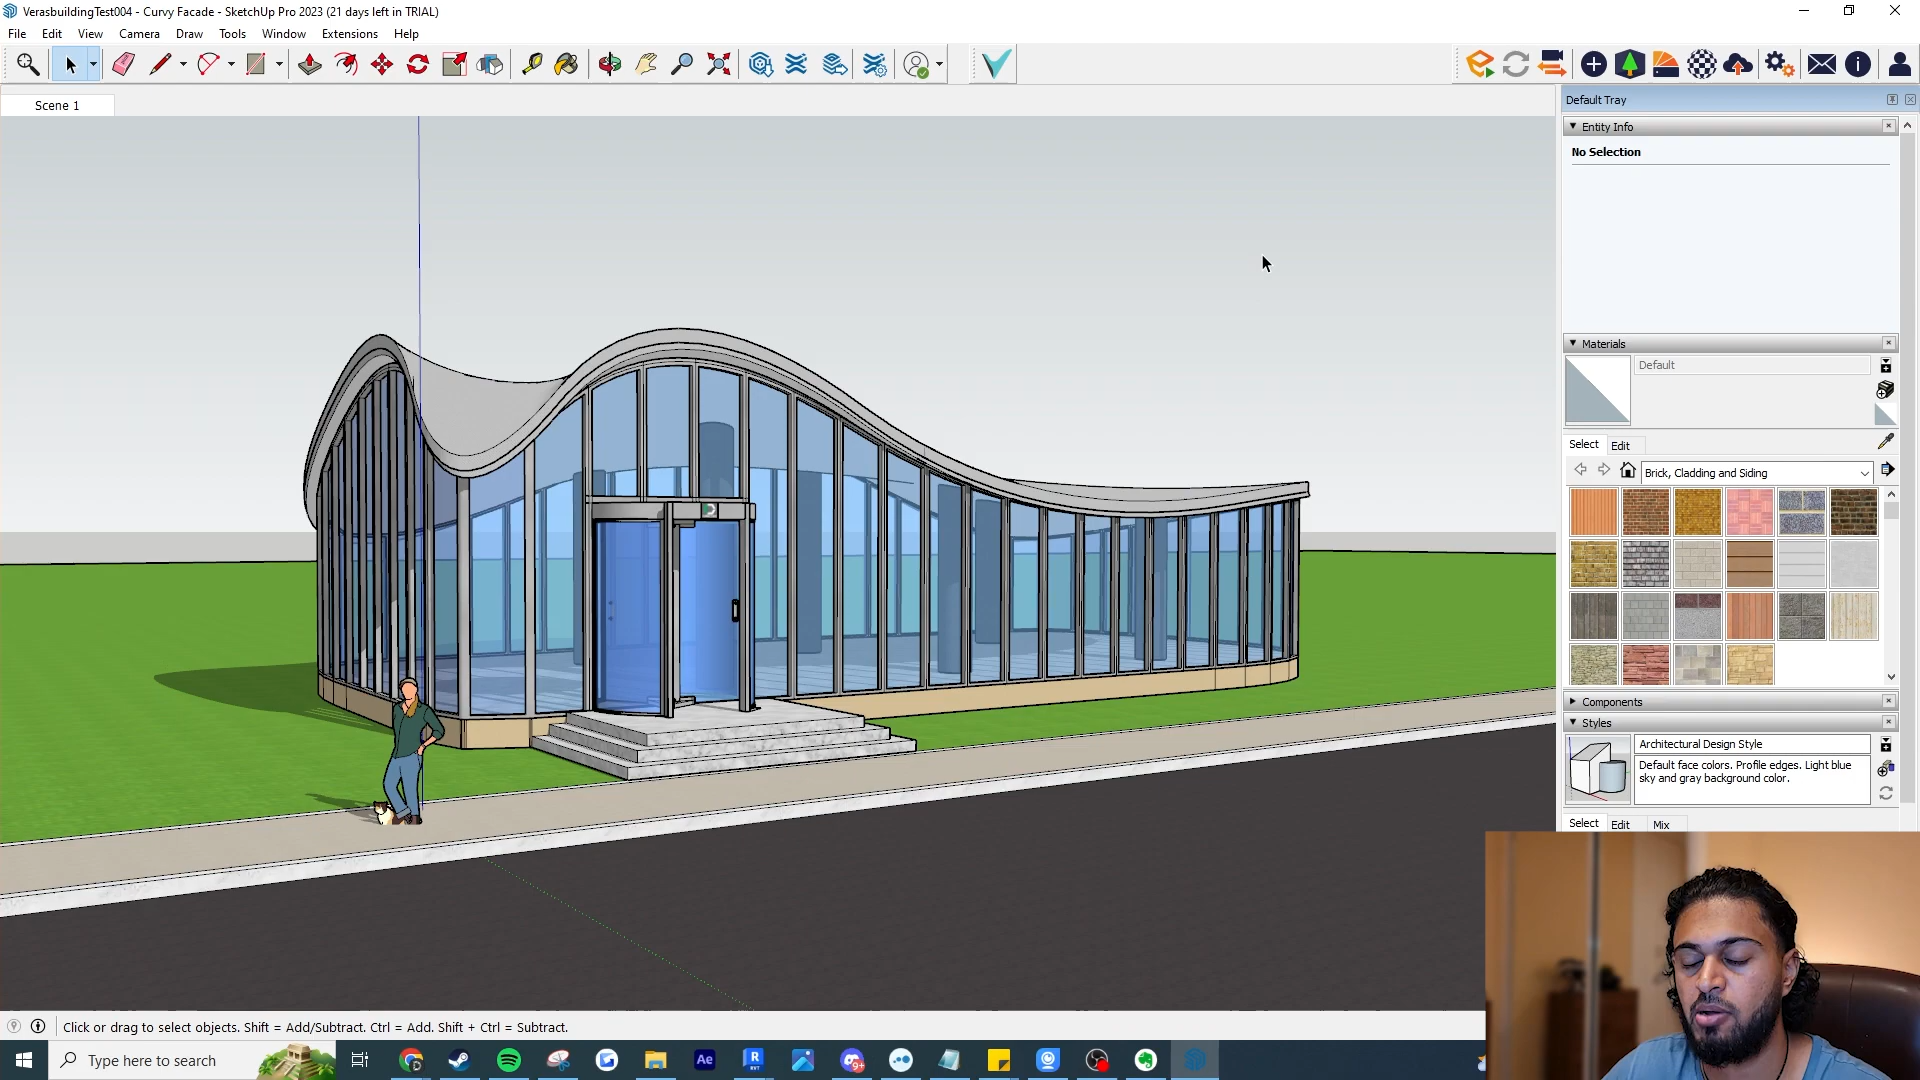 VerasbuildingTest004 - Curvy Facade - SketchUp Pro 2023 (21 days left in TRIAL)
File Edit View Camera Draw Tools Window Extensions Help
Scene 1
Default Tray
Entity Info
No Selection
Materials
Default
Select Edit
Brick, Cladding and Siding
Components
Styles
Architectural Design Style
Default face colors. Profile edges. Light blue
sky and gray background color.
Select Edit Mix
Click or drag to select objects. Shift = Add/Subtract. Ctrl = Add. Shift + Ctrl = Subtract.
Type here to search
Ae
R
RVT
9+